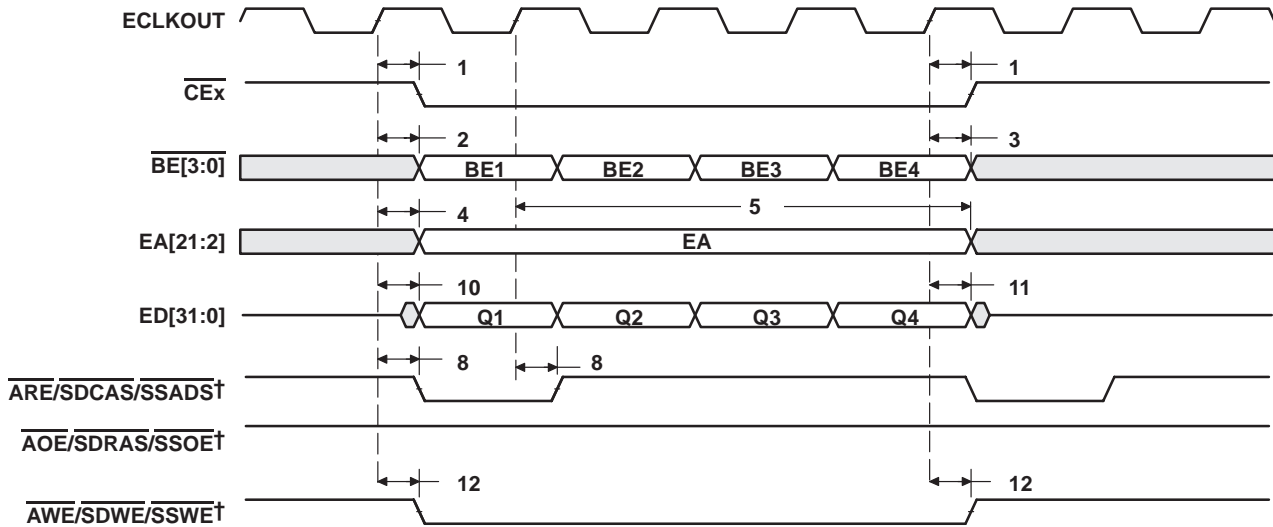 ECLKOUT
1 1
CEx
2 3
BE[3:0] BE1 BE2 BE3 BE4
4 5
EA[21:2] EA
10 11
ED[31:0] Q1 Q2 Q3 Q4
8 8
ARE/SDCAS/SSADS†
AOE/SDRAS/SSOE†
12 12
AWE/SDWE/SSWE†